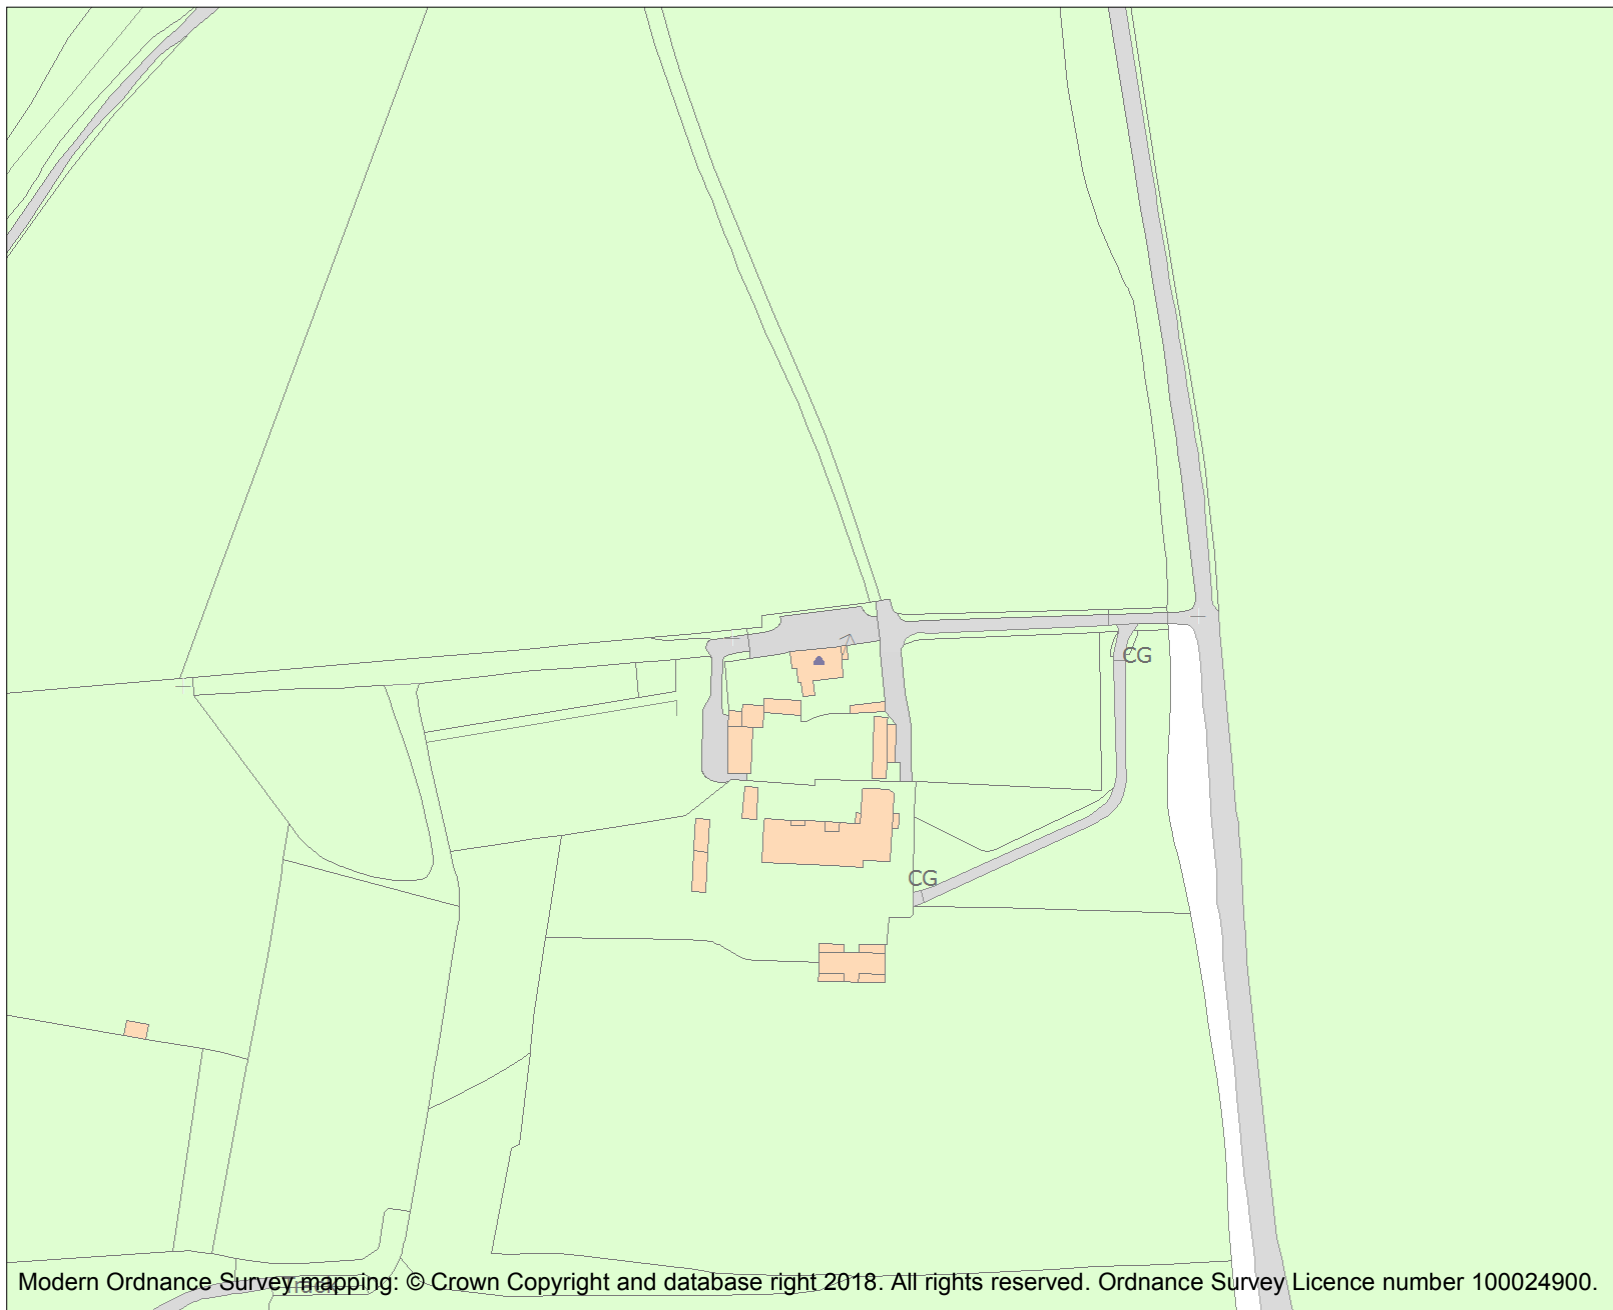 CG
CG
Modern Ordnance Survey mapping: © Crown Copyright and database right 2018. All rights reserved. Ordnance Survey Licence number 100024900.